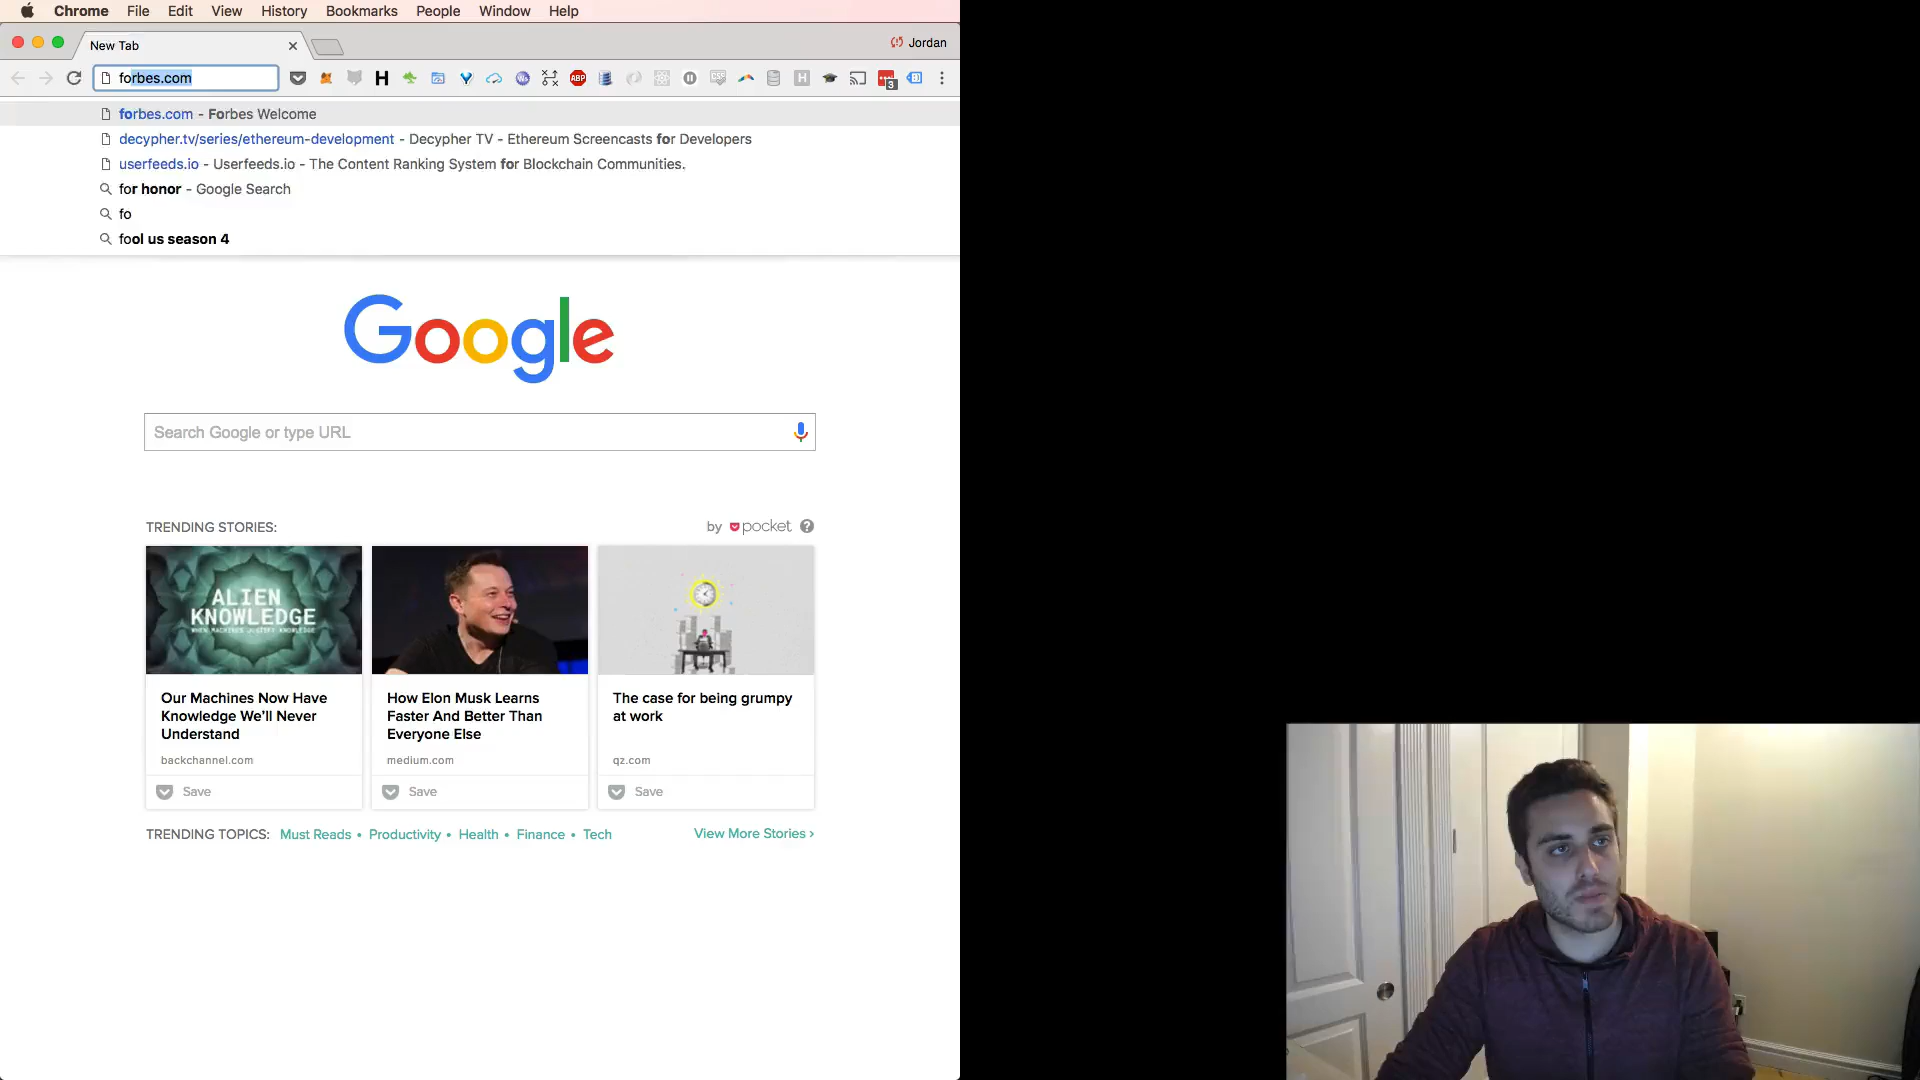 Chrome File Edit View History Bookmarks People Window Help
New Tab
Jordan
forbes.com
forbes.com - Forbes Welcome
decypher.tv/series/ethereum-development - Decypher TV - Ethereum Screencasts for Developers
userfeeds.io - Userfeeds.io - The Content Ranking System for Blockchain Communities.
for honor - Google Search
fo
fool us season 4
Google
Search Google or type URL
TRENDING STORIES:
by pocket ?
ALIEN
KNOWLEDGE
WHEN MACHINES JUSTIFY KNOWLEDGE
Our Machines Now Have
Knowledge We'll Never
Understand
backchannel.com
Save
How Elon Musk Learns
Faster And Better Than
Everyone Else
medium.com
Save
The case for being grumpy
at work
qz.com
Save
TRENDING TOPICS: Must Reads • Productivity • Health • Finance • Tech
View More Stories ›